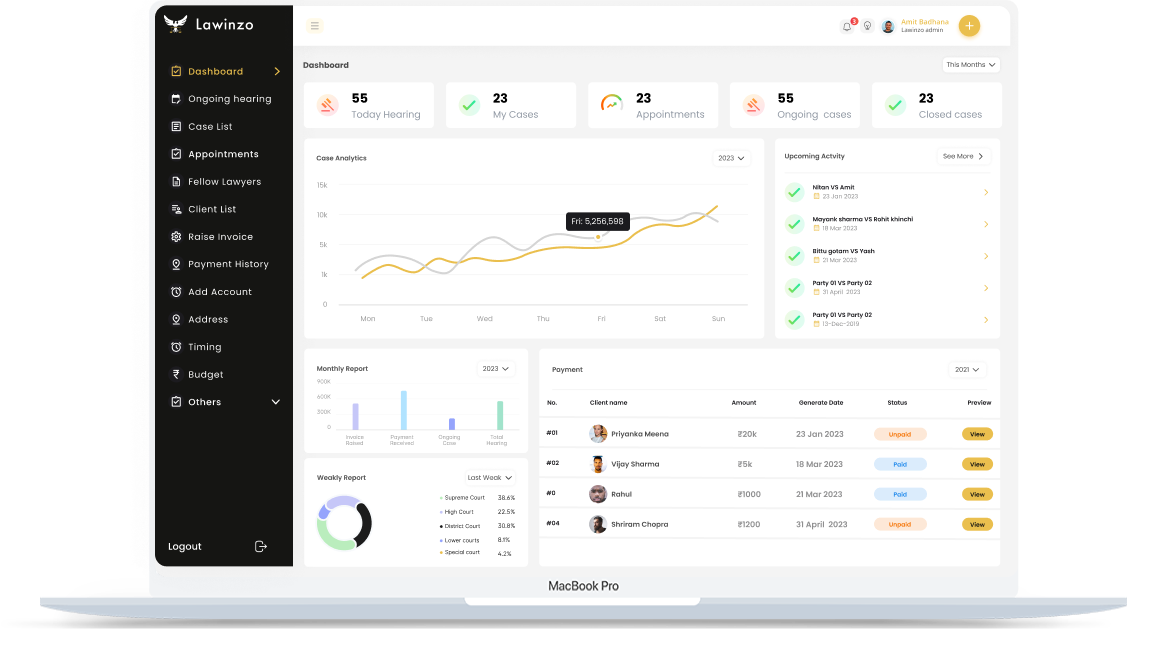 Lawinzo
3
Amit Badhana
Lawinzo admin
Dashboard
Ongoing hearing
Case List
Appointments
Fellow Lawyers
Client List
Raise Invoice
Payment History
Add Account
Address
Timing
₹ Budget
Others
Logout
Dashboard
This Months
55
Today Hearing
23
My Cases
23
Appointments
55
Ongoing cases
23
Closed cases
Case Analytics
2023
15k
10k
5k
1k
0
Fri: 5,256,598
Mon Tue Wed Thu Fri Sat Sun
Upcoming Actvity
See More
Nitan VS Amit
23 Jan 2023
Mayank sharma VS Rohit khinchi
18 Mar 2023
Bittu gotam VS Yash
21 Mar 2023
Party 01 VS Party 02
31 April 2023
Party 01 VS Party 02
12-Dec-2019
Monthly Report
2023
900K
600K
300K
0
Invoice Raised
Payment Received
Ongoing Case
Total Hearing
Weakly Report
Last Weak
Supreme Court 38.6%
High Court 22.5%
District Court 30.8%
Lower courts 8.1%
Special court 4.2%
Payment
2021
No. Client name Amount Generate Date Status Preview
#01 Priyanka Meena ₹20k 23 Jan 2023 Unpaid View
#02 Vijay Sharma ₹5k 18 Mar 2023 Paid View
#0 Rahul ₹1000 21 Mar 2023 Paid View
#04 Shriram Chopra ₹1200 31 April 2023 Unpaid View
MacBook Pro